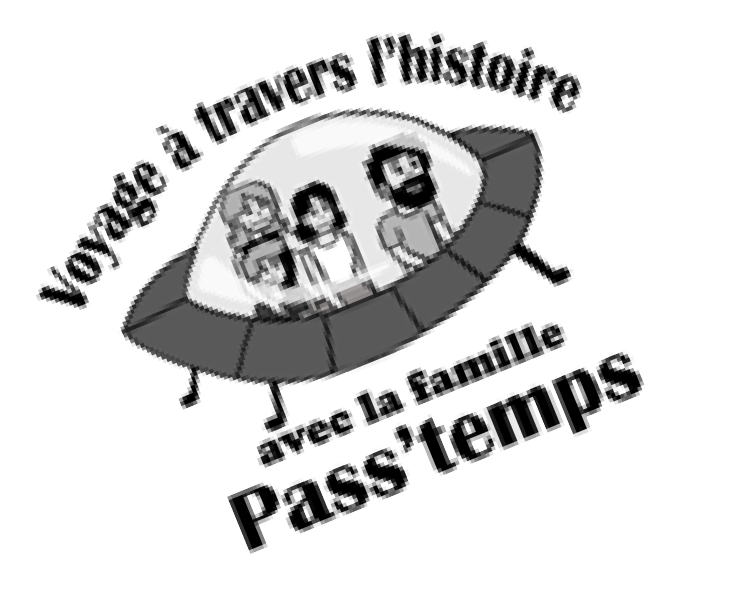 Voyage à travers l'histoire
avec la famille
Pass'temps